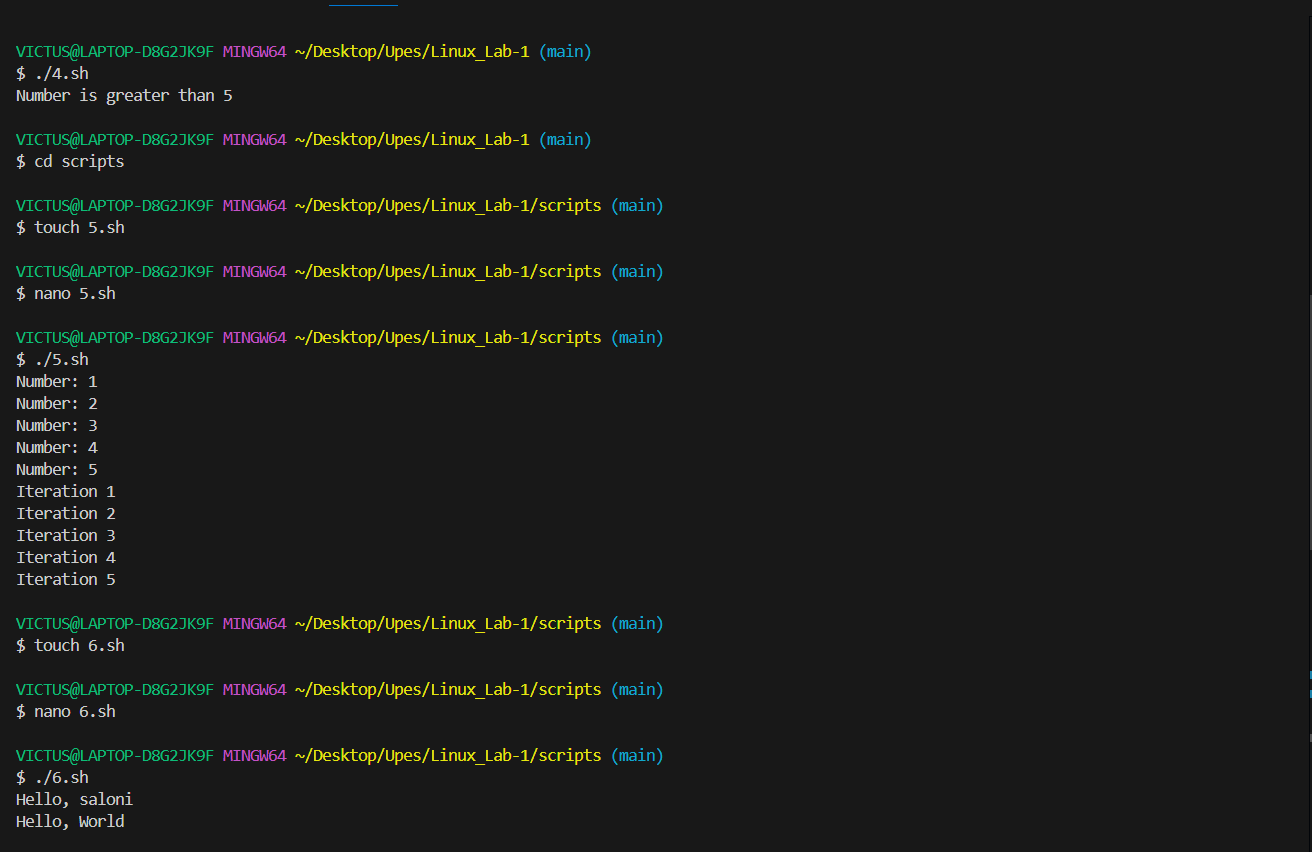 VICTUS@LAPTOP-D8G2JK9F MINGW64 ~/Desktop/Upes/Linux_Lab-1 (main)
$ ./4.sh
Number is greater than 5
VICTUS@LAPTOP-D8G2JK9F MINGW64 ~/Desktop/Upes/Linux_Lab-1 (main)
$ cd scripts
VICTUS@LAPTOP-D8G2JK9F MINGW64 ~/Desktop/Upes/Linux_Lab-1/scripts (main)
$ touch 5.sh
VICTUS@LAPTOP-D8G2JK9F MINGW64 ~/Desktop/Upes/Linux_Lab-1/scripts (main)
$ nano 5.sh
VICTUS@LAPTOP-D8G2JK9F MINGW64 ~/Desktop/Upes/Linux_Lab-1/scripts (main)
$ ./5.sh
Number: 1
Number: 2
Number: 3
Number: 4
Number: 5
Iteration 1
Iteration 2
Iteration 3
Iteration 4
Iteration 5
VICTUS@LAPTOP-D8G2JK9F MINGW64 ~/Desktop/Upes/Linux_Lab-1/scripts (main)
$ touch 6.sh
VICTUS@LAPTOP-D8G2JK9F MINGW64 ~/Desktop/Upes/Linux_Lab-1/scripts (main)
$ nano 6.sh
VICTUS@LAPTOP-D8G2JK9F MINGW64 ~/Desktop/Upes/Linux_Lab-1/scripts (main)
$ ./6.sh
Hello, saloni
Hello, World